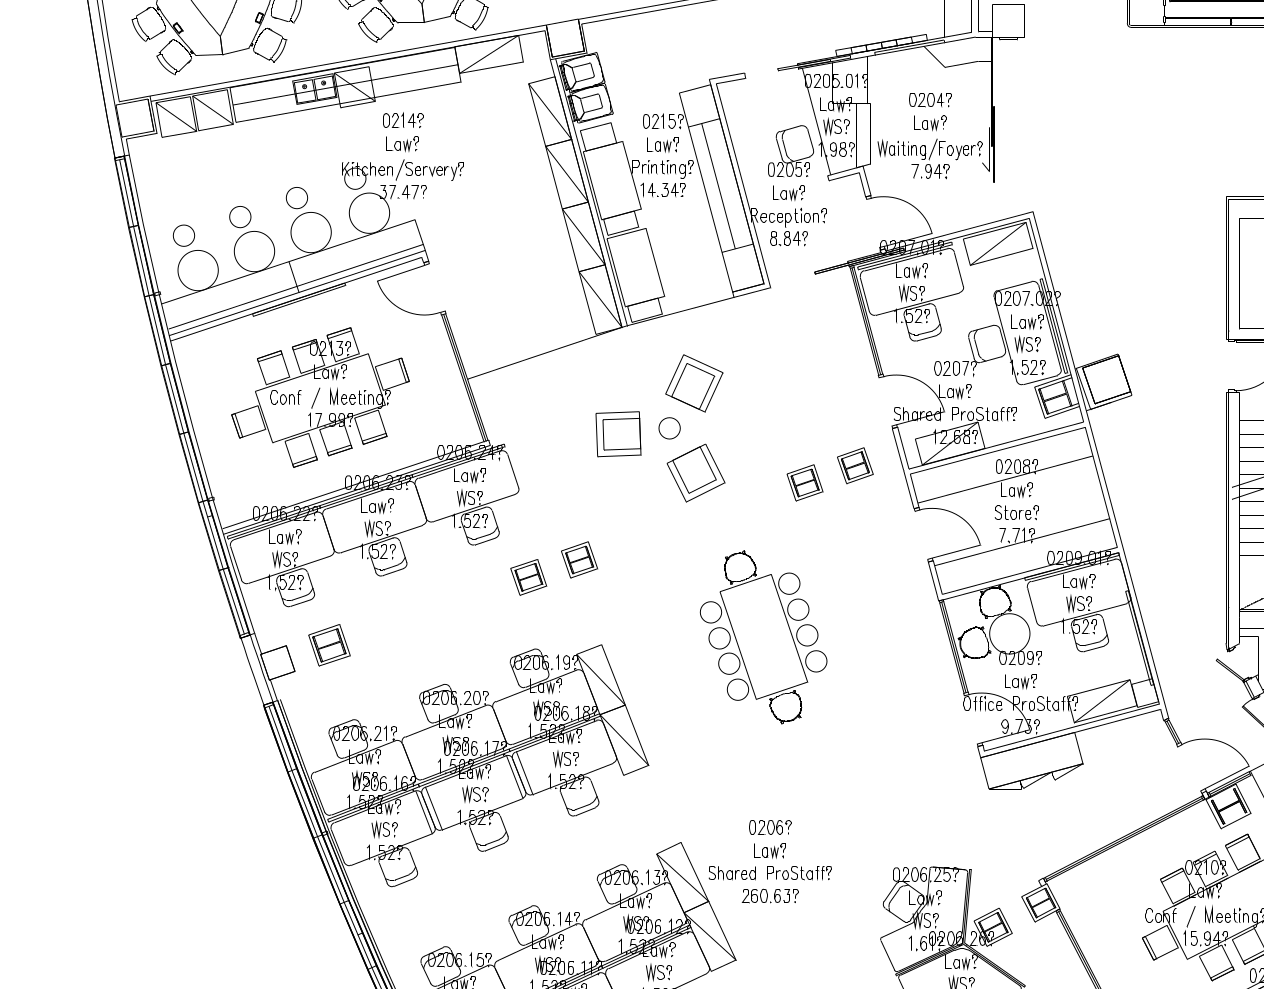 0214?
Law?
Kitchen/Servery?
37.47?
0215?
Law?
Printing?
14.34?
0205.01?
Law?
WS?
1.98?
0204?
Law?
Waiting/Foyer?
7.94?
0205?
Law?
Reception?
8.84?
0207.01?
Law?
WS?
1.52?
0207.02?
Law?
WS?
1.52?
0207?
Law?
Shared ProStaff?
12.68?
0213?
Law?
Conf / Meeting?
17.99?
0206.22?
Law?
WS?
1.52?
0206.23?
Law?
WS?
1.52?
0206.24?
Law?
WS?
1.52?
0208?
Law?
Store?
7.71?
0209.01?
Law?
WS?
1.52?
0209?
Law?
Office ProStaff?
9.73?
0206.19?
Law?
WS?
1.52?
0206.20?
Law?
WS?
1.52?
0206.21?
Law?
WS?
1.52?
0206.18?
Law?
WS?
1.52?
0206.17?
Law?
WS?
1.52?
0206.16?
Law?
WS?
1.52?
0206?
Law?
Shared ProStaff?
260.63?
0206.13?
Law?
WS?
1.52?
0206.14?
Law?
WS?
1.52?
0206.15?
Law?
0206.12?
Law?
WS?
0206.11?
0206.25?
Law?
WS?
1.61?
0206.26?
Law?
WS?
0210?
Law?
Conf / Meeting?
15.94?